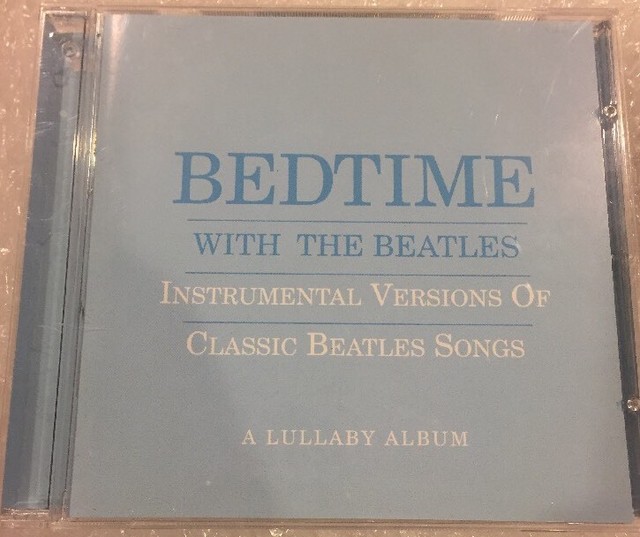 BEDTIME
WITH THE BEATLES
INSTRUMENTAL VERSIONS OF
CLASSIC BEATLES SONGS
A LULLABY ALBUM